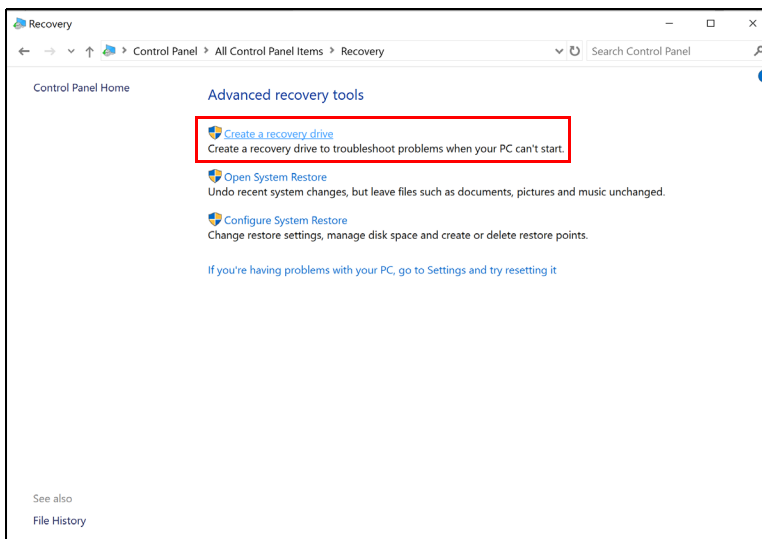 Recovery
Control Panel > All Control Panel Items > Recovery
Search Control Panel
Control Panel Home
Advanced recovery tools
Create a recovery drive
Create a recovery drive to troubleshoot problems when your PC can't start.
Open System Restore
Undo recent system changes, but leave files such as documents, pictures and music unchanged.
Configure System Restore
Change restore settings, manage disk space and create or delete restore points.
If you're having problems with your PC, go to Settings and try resetting it
See also
File History